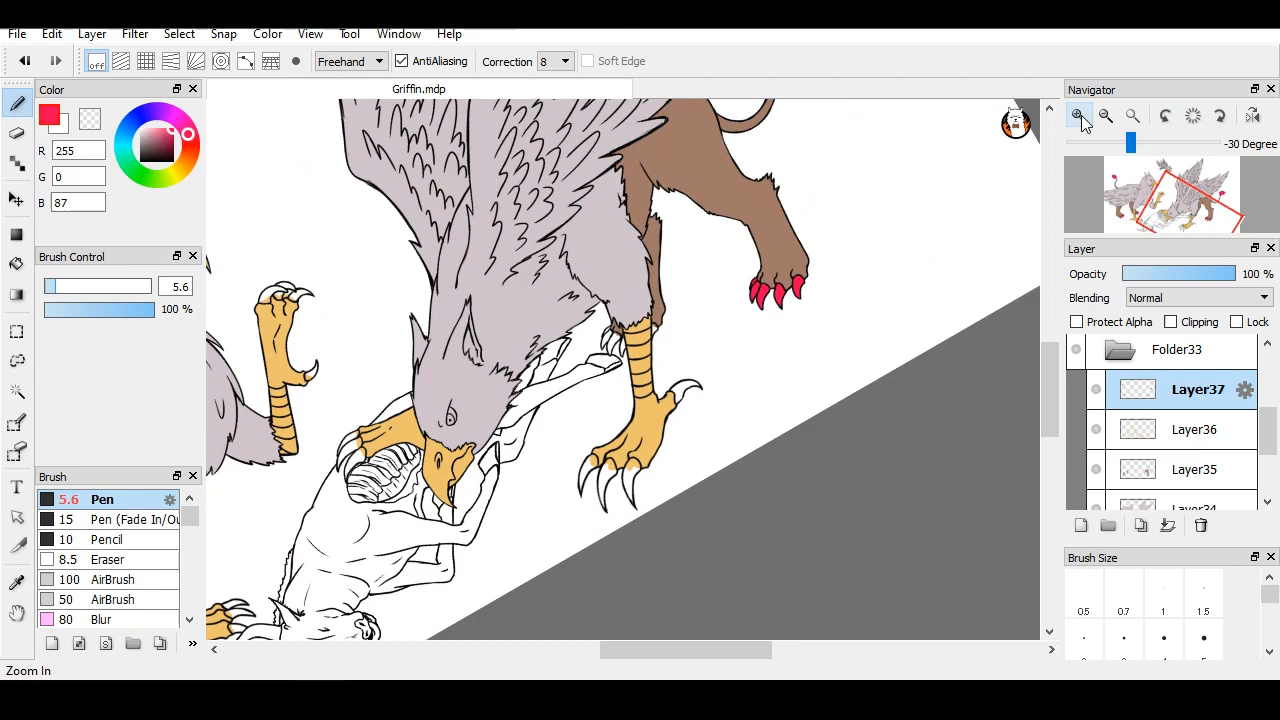 File Edit Layer Filter Select Snap Color View Tool Window Help
off Freehand AntiAliasing Correction 8 Soft Edge
Color
Griffin.mdp
Navigator
R 255
G 0
B 87
-30 Degree
Brush Control
5.6
100 %
Layer
Opacity 100 %
Blending Normal
Protect Alpha Clipping Lock
Folder33
Layer37
Layer36
Layer35
Brush
5.6 Pen
15 Pen (Fade In/Ou
10 Pencil
8.5 Eraser
100 AirBrush
50 AirBrush
80 Blur
Brush Size
0.5 0.7 1 1.5
Zoom In